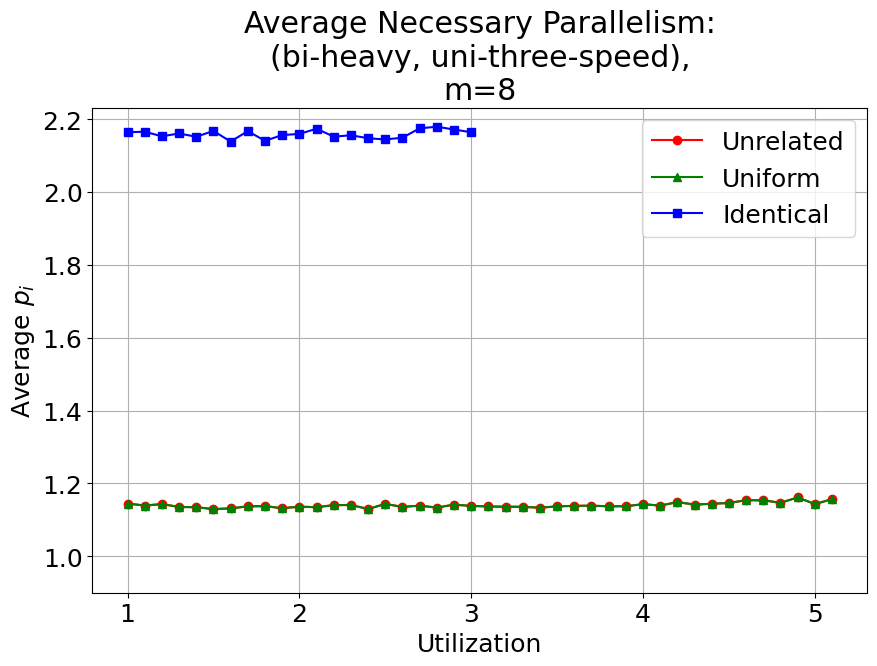 Average Necessary Parallelism:
(bi-heavy, uni-three-speed),
m=8
Unrelated
Uniform
Identical
2.2
2.0
1.8
1.6
1.4
1.2
1.0
Average p_i
1
2
3
4
5
Utilization